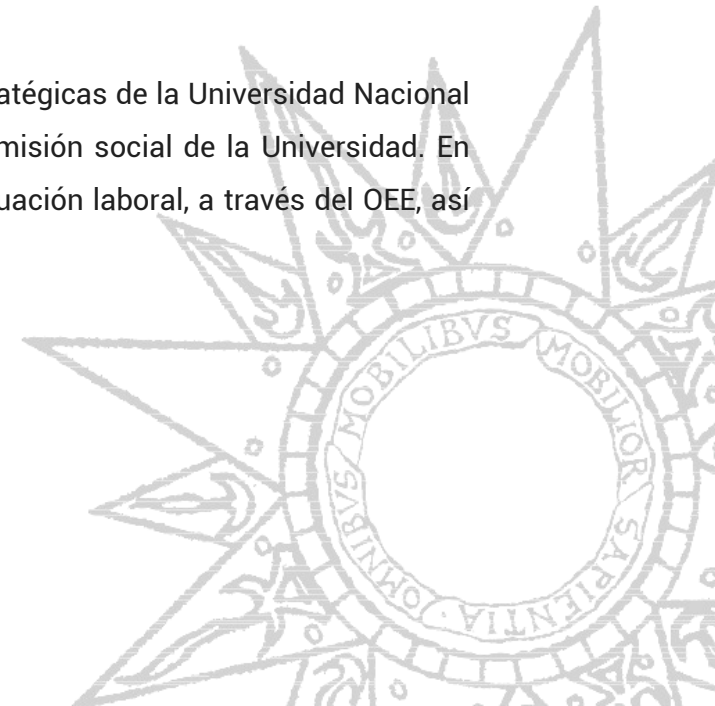 atégicas de la Universidad Nacional
misión social de la Universidad. En
uación laboral, a través del OEE, así
OMNIBVS MOBILIBVS MOBILIOR SAPIENTIA